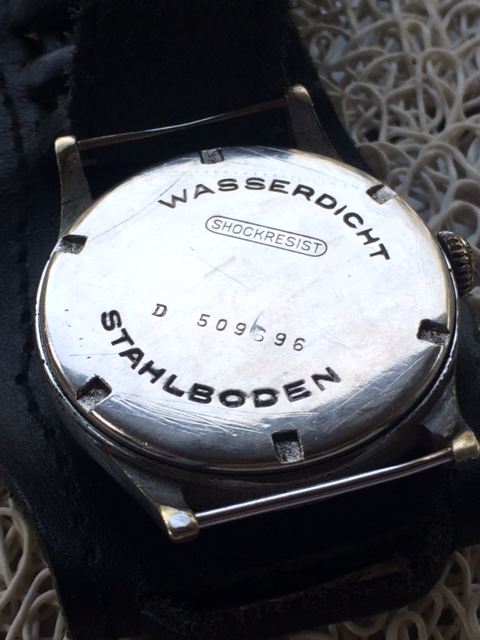 WASSERDICHT
SHOCKRESIST
D
STAHLBODEN